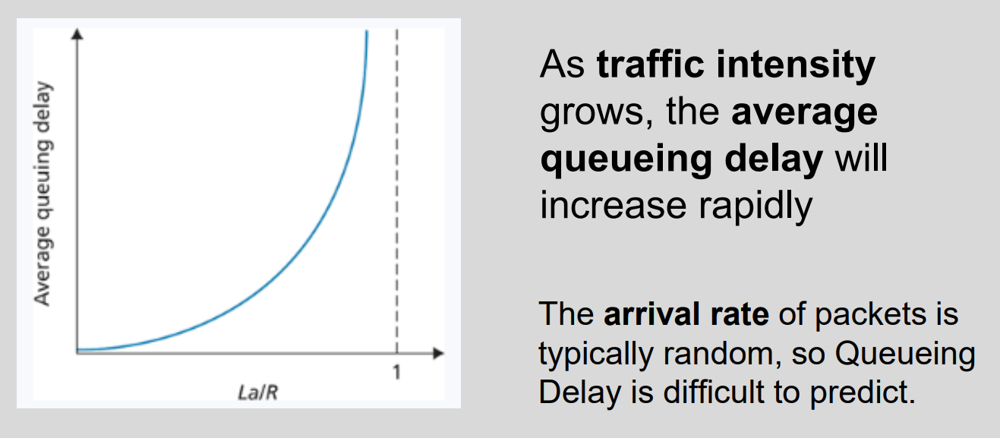 Average queuing delay
1
La/R
As traffic intensity
grows, the average
queueing delay will
increase rapidly
The arrival rate of packets is
typically random, so Queueing
Delay is difficult to predict.